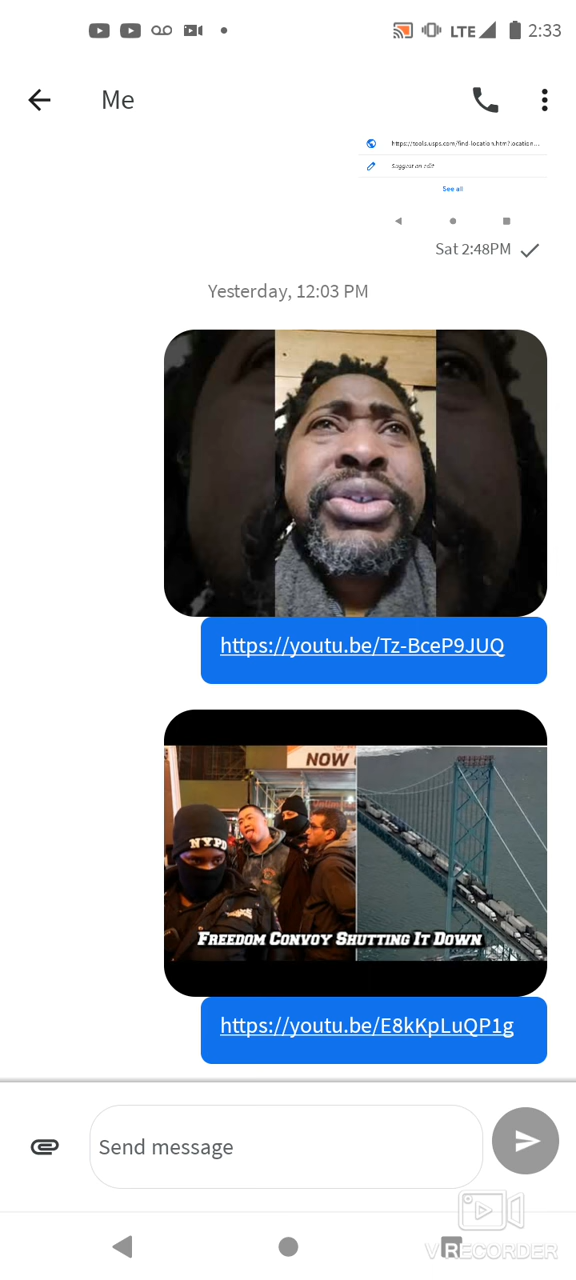 LTE 2:33
Me
https://tools.usps.com/find-location.htm?location...
Suggest an edit
See all
Sat 2:48PM
Yesterday, 12:03 PM
https://youtu.be/Tz-BceP9JUQ
NOW
NYPD
FREEDOM CONVOY SHUTTING IT DOWN
https://youtu.be/E8kKpLuQP1g
Send message
VRECORDER